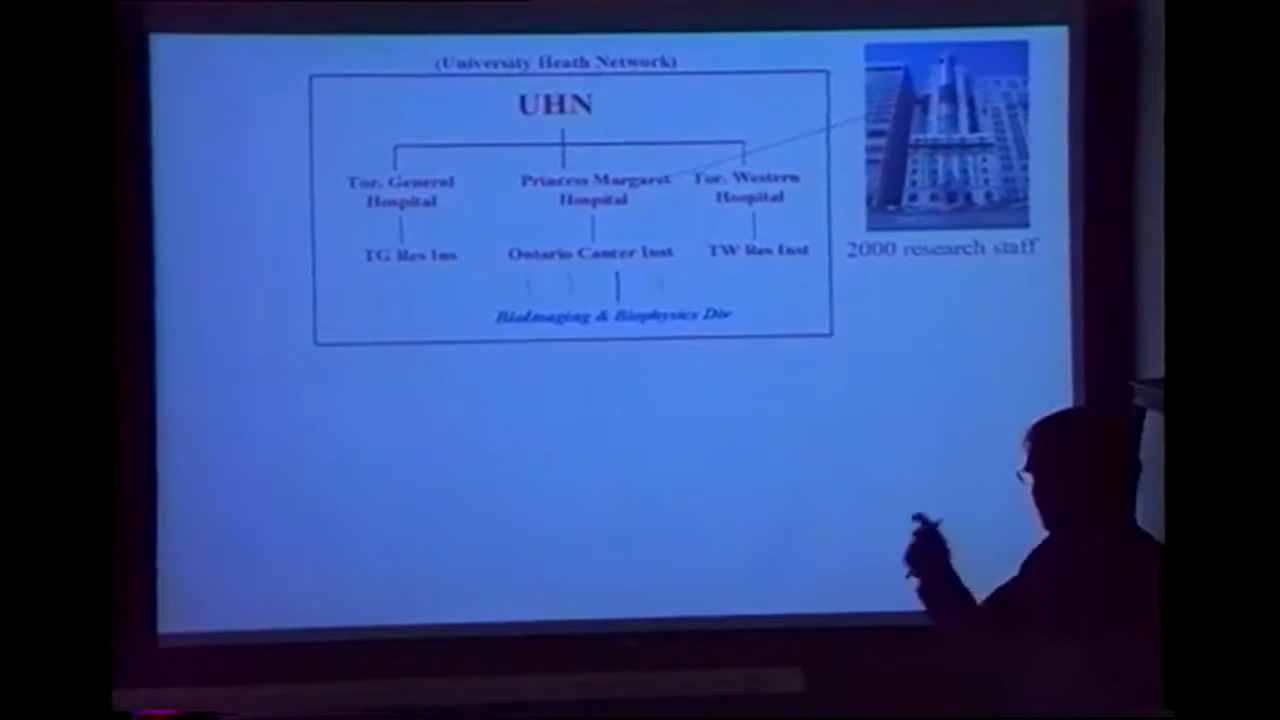 (University Heath Network)
UHN
Tor. General
Hospital
Princess Margaret
Hospital
Tor. Western
Hospital
TG Res Ins
Ontario Cancer Inst
TW Res Inst
2000 research staff
BioImaging & Biophysics Div